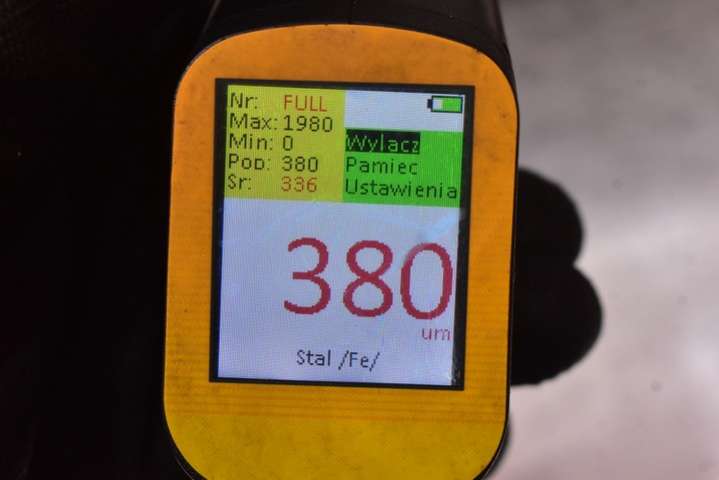 Nr: FULL
Max: 1980
Min: 0
Pop: 380
Sr: 336
Wylacz
Pamiec
Ustawienia
380
um
Stal /Fe/